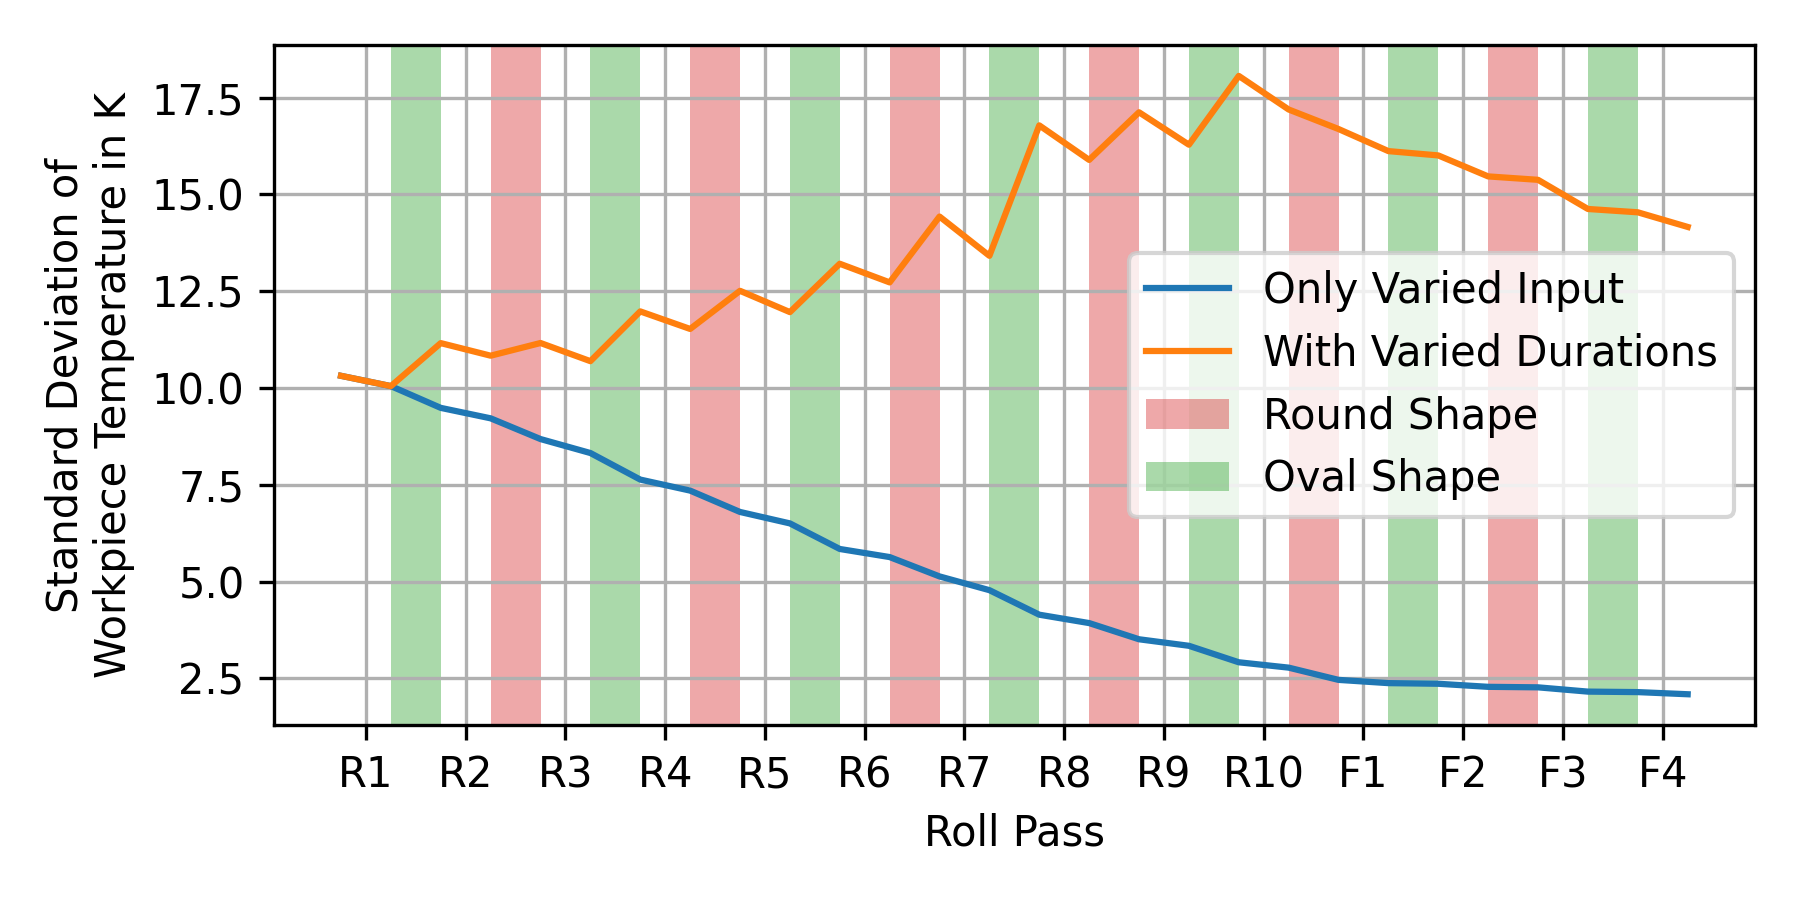 Standard Deviation of
Workpiece Temperature in K
17.5
15.0
12.5
10.0
7.5
5.0
2.5
Only Varied Input
With Varied Durations
Round Shape
Oval Shape
R1 R2 R3 R4 R5 R6 R7 R8 R9 R10 F1 F2 F3 F4
Roll Pass